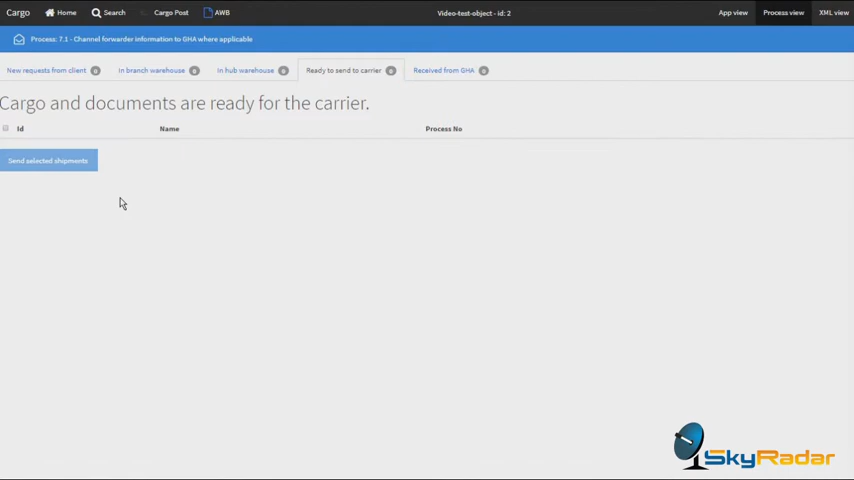 Cargo Home Search Cargo Post AWB Video-test-object - id: 2 App view Process view XML view
Process: 7.1 - Channel forwarder information to GHA where applicable
New requests from client 0 In branch warehouse 0 In hub warehouse 0 Ready to send to carrier 0 Received from GHA 0
Cargo and documents are ready for the carrier.
Id Name Process No
Send selected shipments
SkyRadar